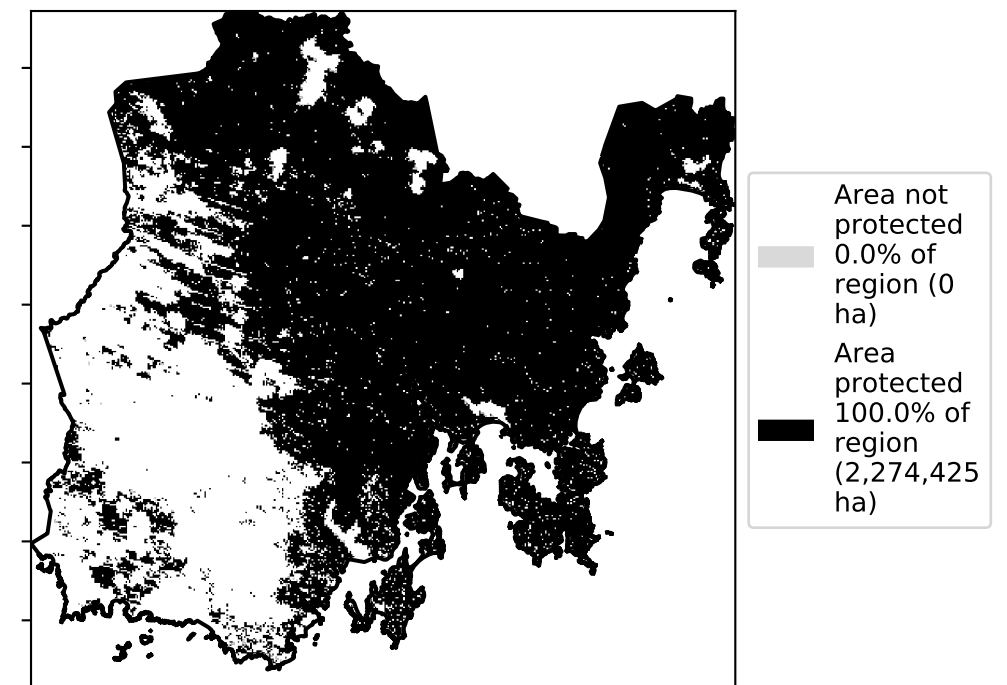 Area not
protected
0.0% of
region (0
ha)
Area
protected
100.0% of
region
(2,274,425
ha)